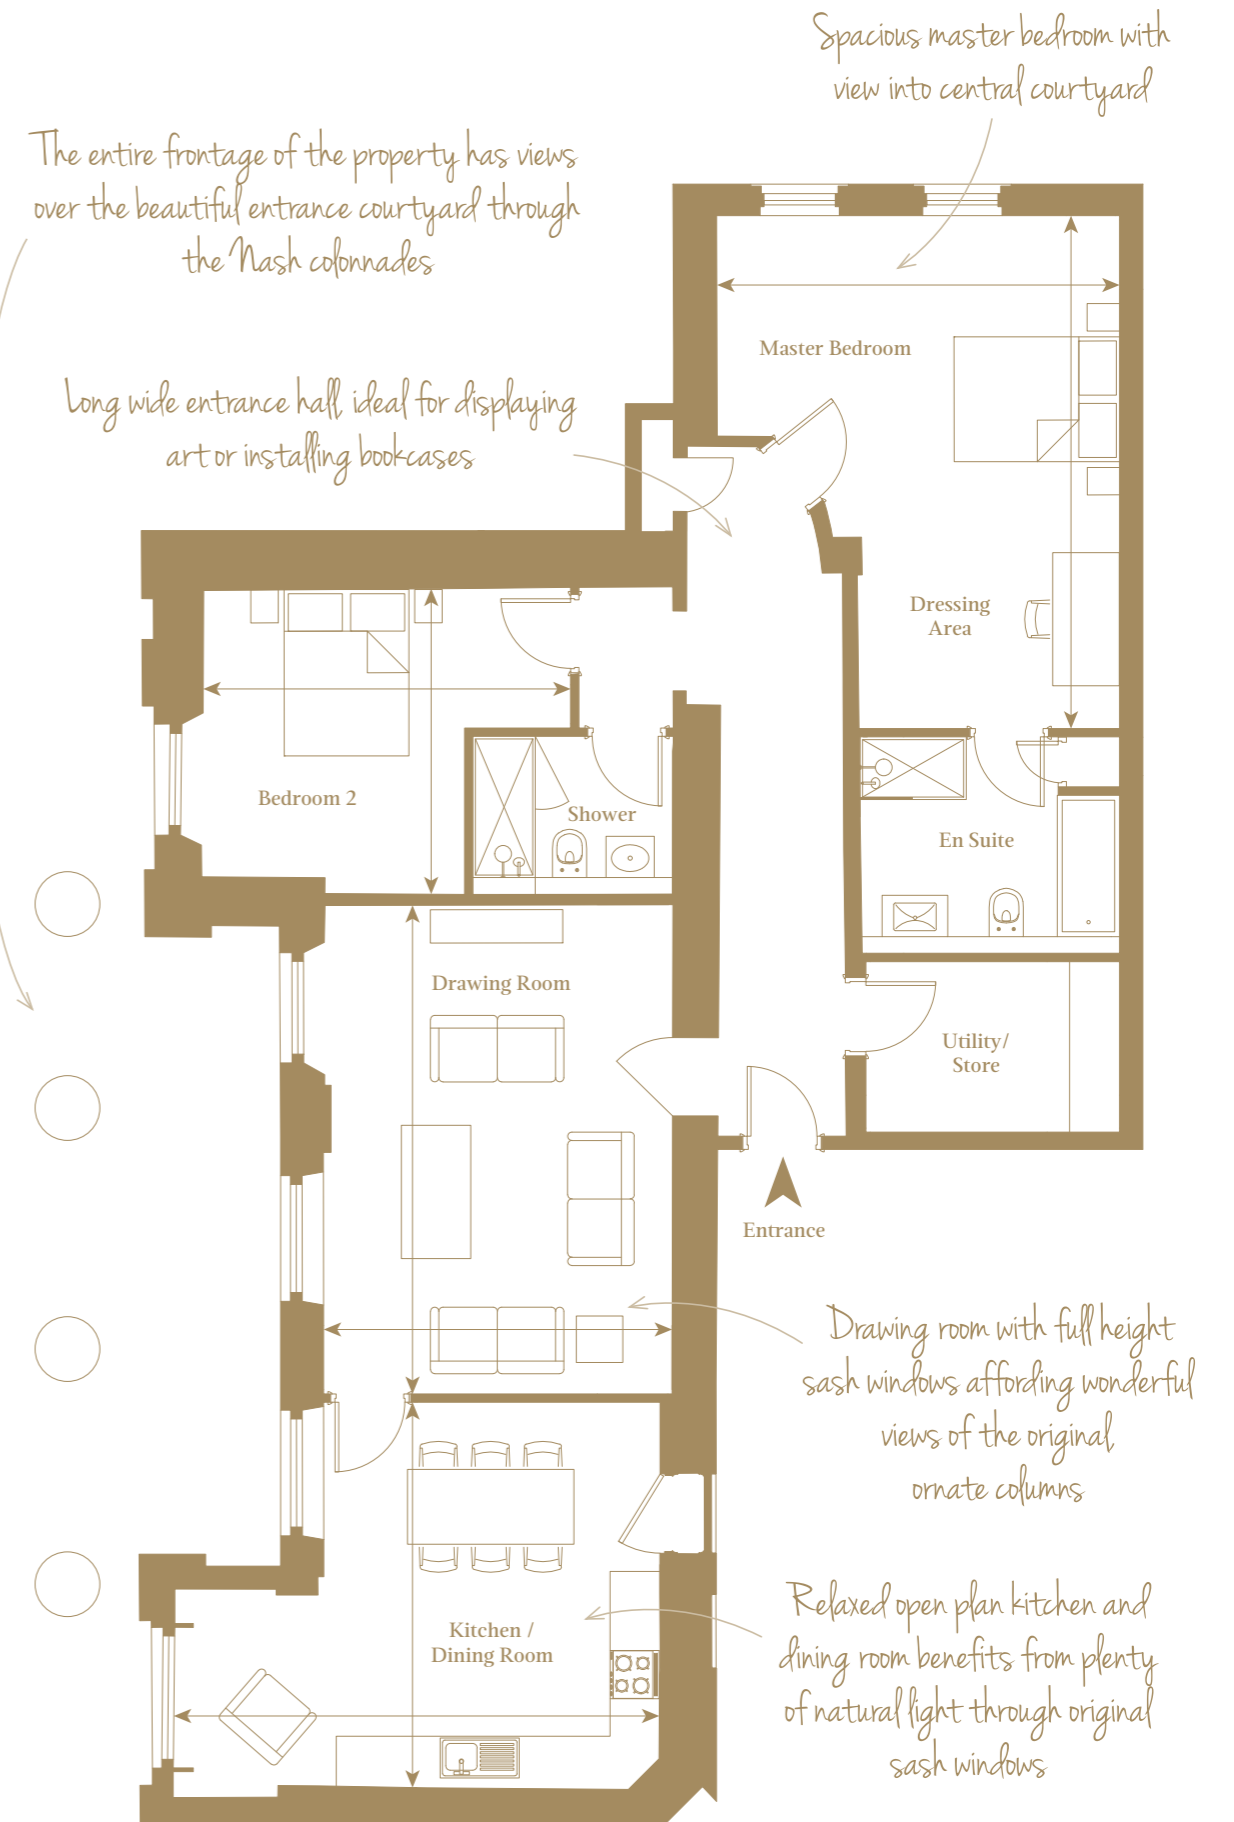 Spacious master bedroom with
view into central courtyard
The entire frontage of the property has views
over the beautiful entrance courtyard through
the Nash colonnades
Master Bedroom
Long wide entrance hall, ideal for displaying
art or installing bookcases
Dressing
Area
Bedroom 2
Shower
En Suite
Drawing Room
Utility/
Store
Entrance
Drawing room with full height
sash windows affording wonderful
views of the original,
ornate columns
Kitchen /
Dining Room
Relaxed open plan kitchen and
dining room benefits from plenty
of natural light through original
sash windows